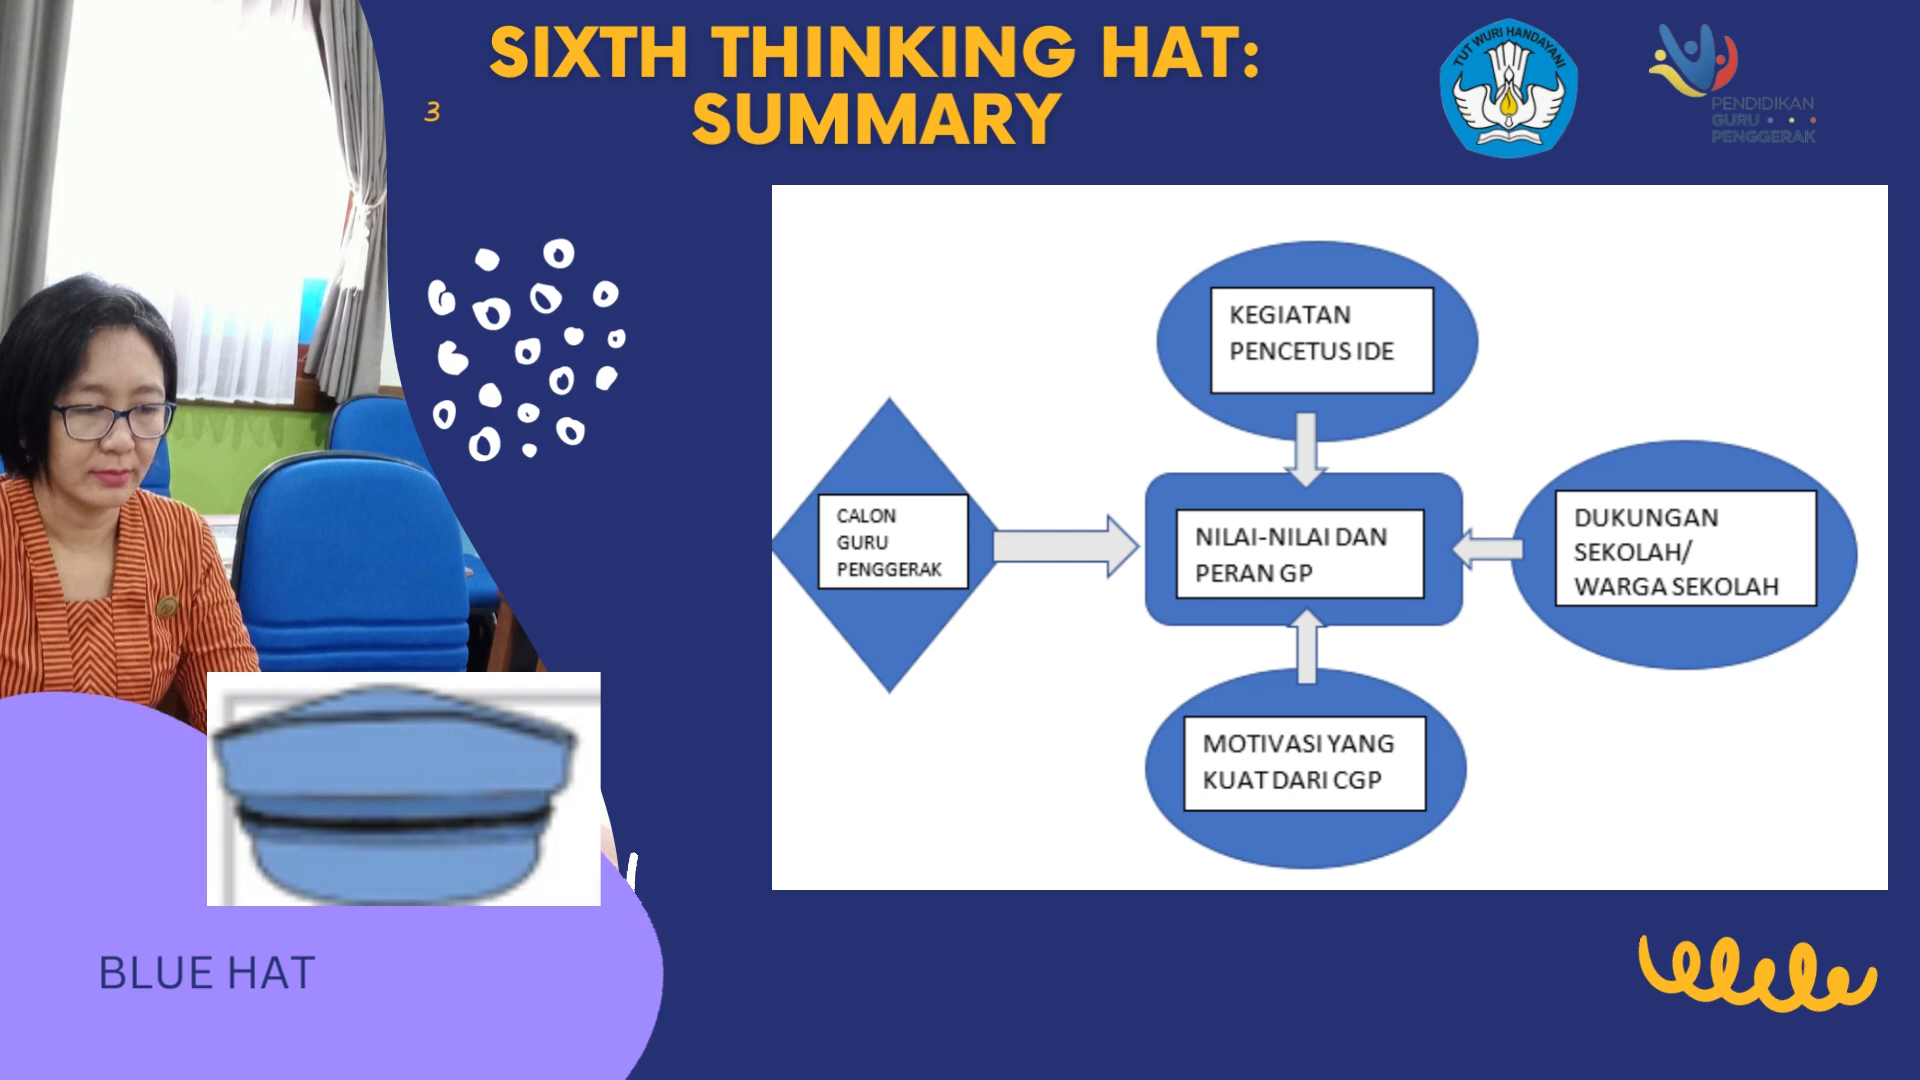 SIXTH THINKING HAT:
SUMMARY
3
TUT WURI HANDAYANI
PENDIDIKAN
GURU
PENGGERAK
KEGIATAN
PENCETUS IDE
CALON
GURU
PENGGERAK
NILAI-NILAI DAN
PERAN GP
DUKUNGAN
SEKOLAH/
WARGA SEKOLAH
MOTIVASI YANG
KUAT DARI CGP
BLUE HAT